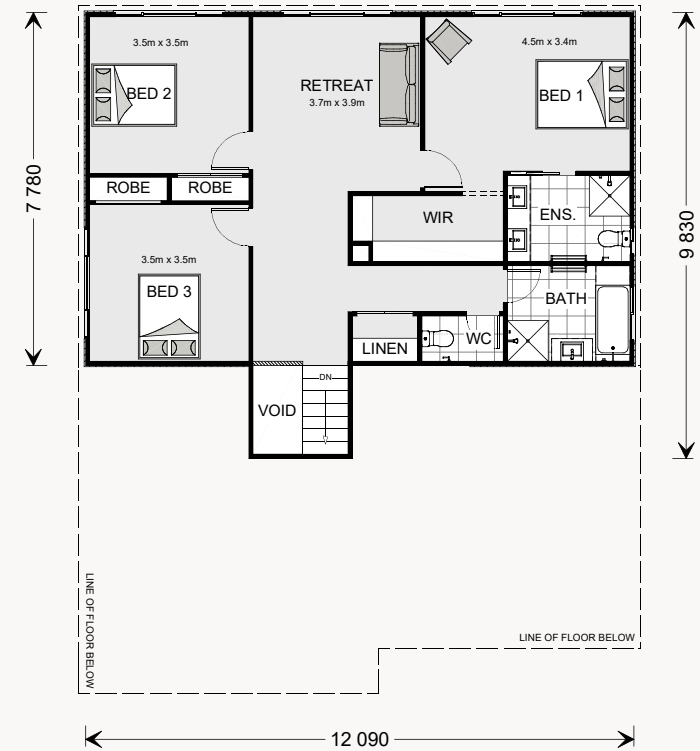 3.5m x 3.5m
BED 2
RETREAT
3.7m x 3.9m
4.5m x 3.4m
BED 1
ROBE
ROBE
WIR
ENS.
3.5m x 3.5m
BED 3
BATH
LINEN
WC
DN
VOID
7 780
9 830
LINE OF FLOOR BELOW
LINE OF FLOOR BELOW
12 090